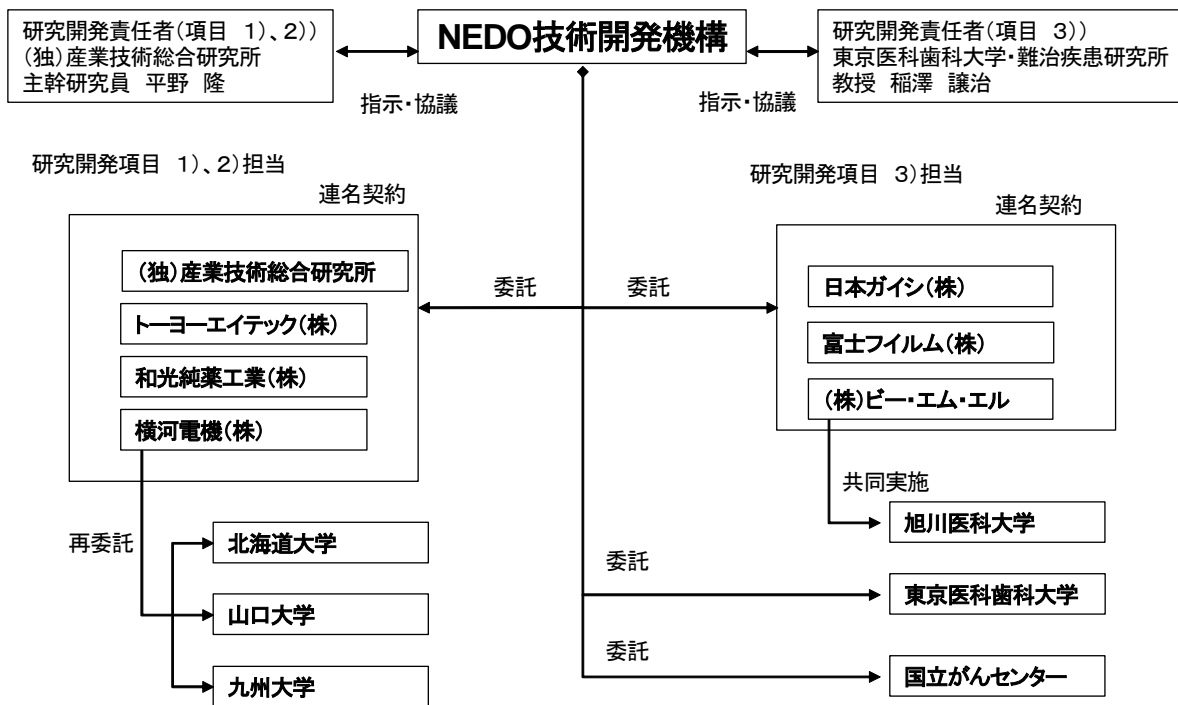 研究開発責任者(項目 1)、2))
(独)産業技術総合研究所
主幹研究員 平野 隆
NEDO技術開発機構
研究開発責任者(項目 3))
東京医科歯科大学・難治疾患研究所
教授 稲澤 譲治
指示・協議
指示・協議
研究開発項目 1)、2)担当
連名契約
(独)産業技術総合研究所
トーヨーエイテック(株)
和光純薬工業(株)
横河電機(株)
委託
委託
研究開発項目 3)担当
連名契約
日本ガイシ(株)
富士フイルム(株)
(株)ビー・エム・エル
再委託
北海道大学
山口大学
九州大学
共同実施
旭川医科大学
委託
東京医科歯科大学
委託
国立がんセンター